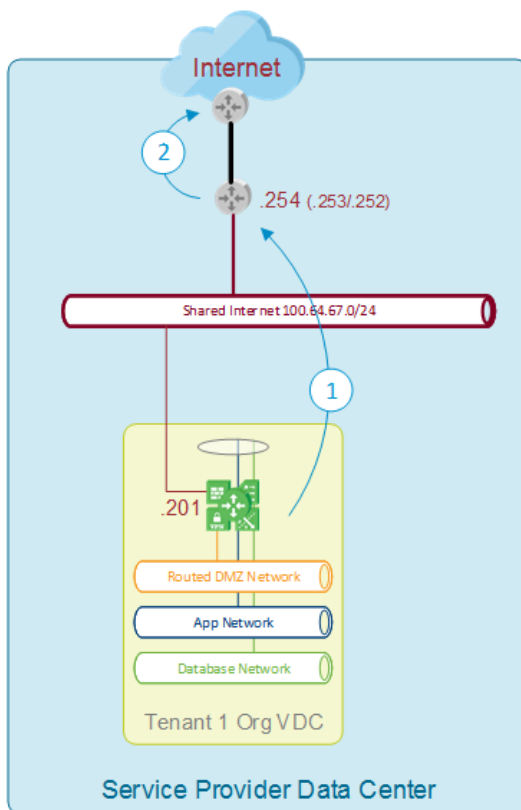 Internet
2
.254 (.253/.252)
Shared Internet 100.64.67.0/24
1
.201
VPN
Routed DMZ Network
App Network
Database Network
Tenant 1 Org VDC
Service Provider Data Center